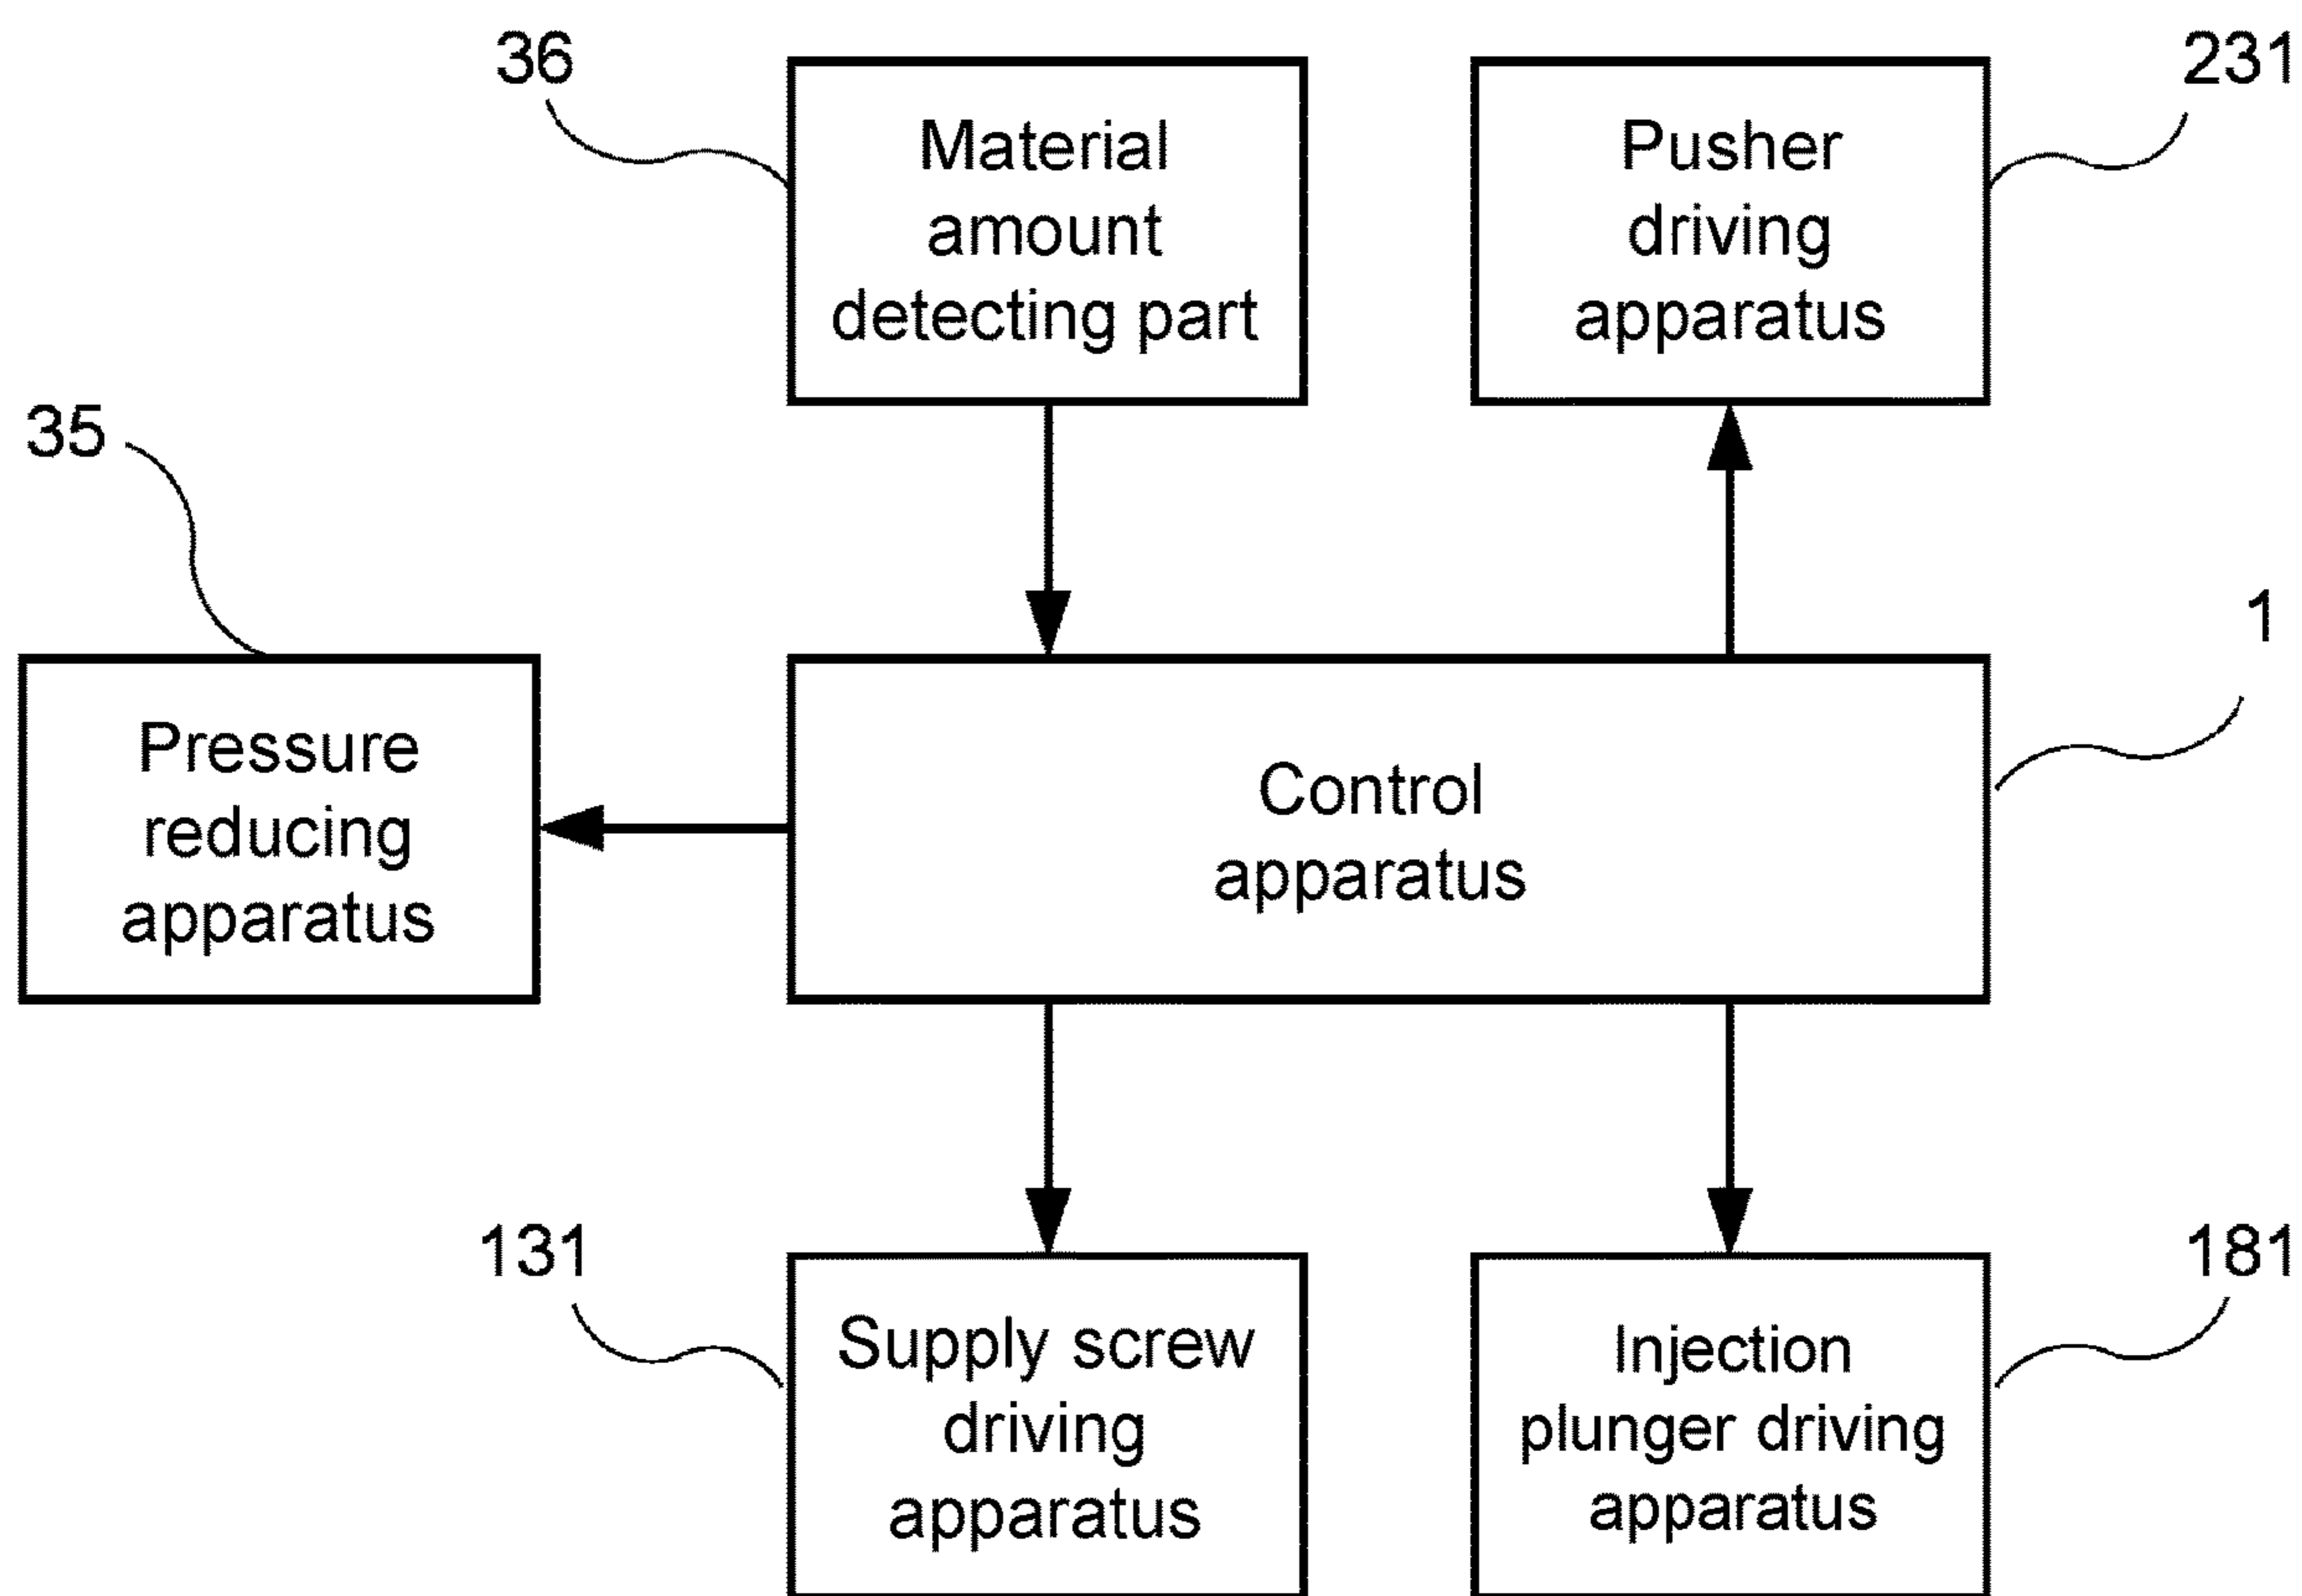 36
Material
amount
detecting part
231
Pusher
driving
apparatus
35
Pressure
reducing
apparatus
1
Control
apparatus
131
Supply screw
driving
apparatus
181
Injection
plunger driving
apparatus